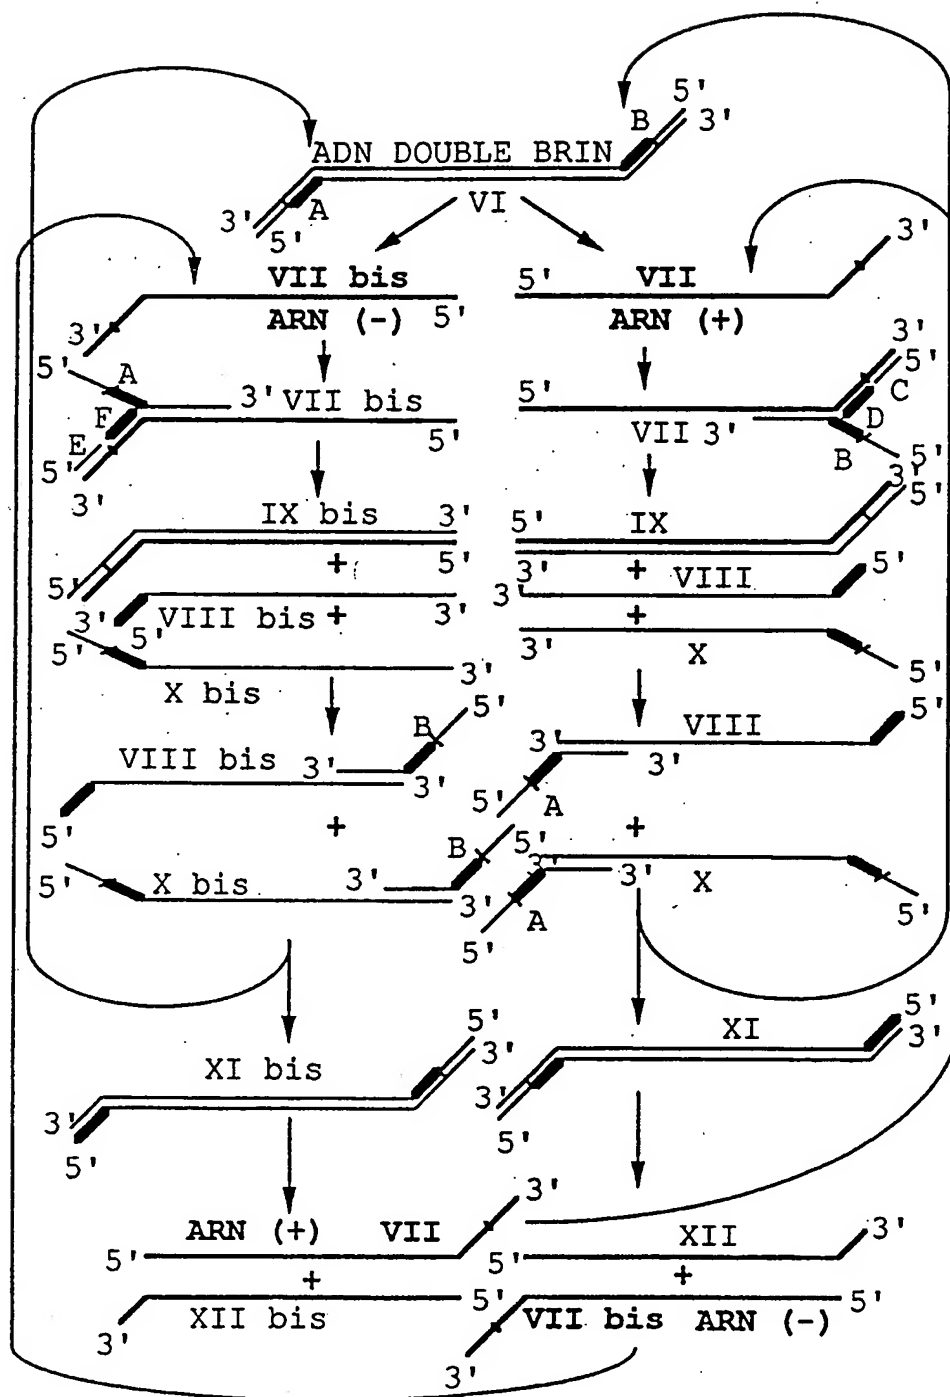 5'
B
3'
ADN DOUBLE BRIN
A
VI
3'
5'
3'
VII bis
5'
VII
ARN (-)
5'
ARN (+)
3'
3'
5'
A
5'
3'
VII bis
5'
C
F
VII
3'
D
E
5'
B
5'
5'
3'
3'
5'
IX bis
3'
5'
IX
+
5'
3'
+
VIII
5'
5'
3'
3'
5'
VIII bis
+
3'
+
5'
3'
3'
X
X bis
5'
5'
B
VIII
5'
VIII bis
3'
3'
3'
3'
5'
A
5'
+
B
5'
+
3'
5'
X bis
3'
3'
3'
X
A
5'
5'
5'
XI
5'
3'
3'
XI bis
3'
3'
5'
5'
3'
ARN (+)
VII
XII
3'
5'
+
5'
+
XII bis
5'
VII bis
ARN (-)
5'
3'
3'